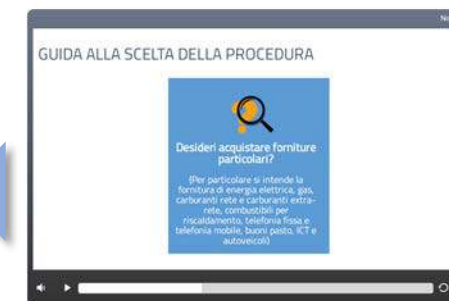 GUIDA ALLA SCELTA DELLA PROCEDURA
Desideri acquistare forniture
particolari?
(Per particolare si intende la
fornitura di energia elettrica, gas,
carburanti rete e carburanti extra-
rete, combustibili per
riscaldamento, telefonia fissa e
telefonia mobile, buoni pasto, ICT e
autoveicoli)